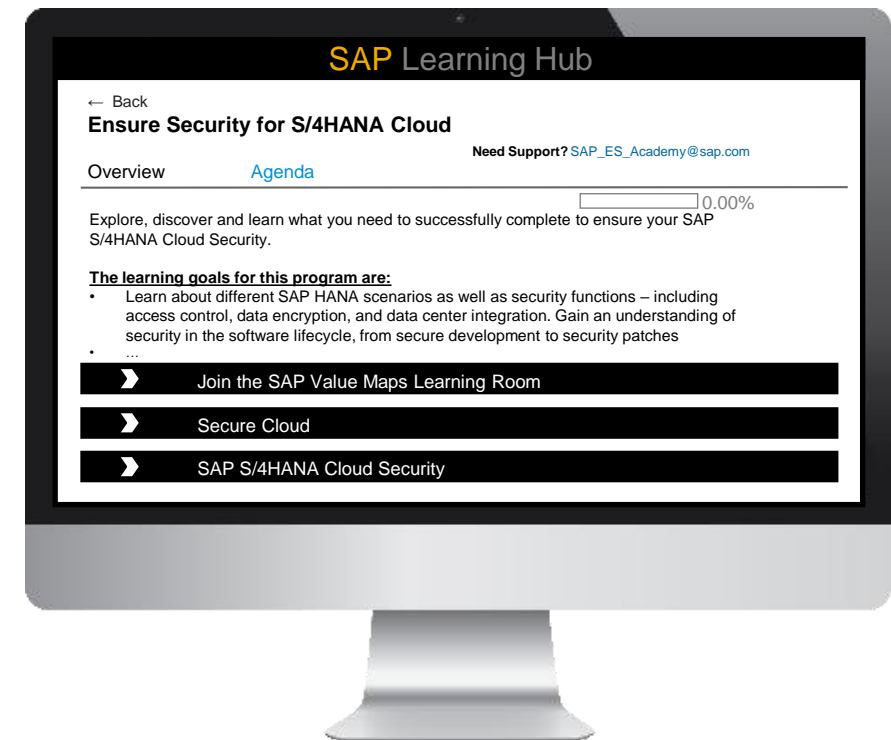 SAP Learning Hub
← Back
Ensure Security for S/4HANA Cloud
Need Support? SAP_ES_Academy@sap.com
Overview Agenda
0.00%
Explore, discover and learn what you need to successfully complete to ensure your SAP
S/4HANA Cloud Security.
The learning goals for this program are:
• Learn about different SAP HANA scenarios as well as security functions – including
access control, data encryption, and data center integration. Gain an understanding of
security in the software lifecycle, from secure development to security patches
• ...
Join the SAP Value Maps Learning Room
Secure Cloud
SAP S/4HANA Cloud Security